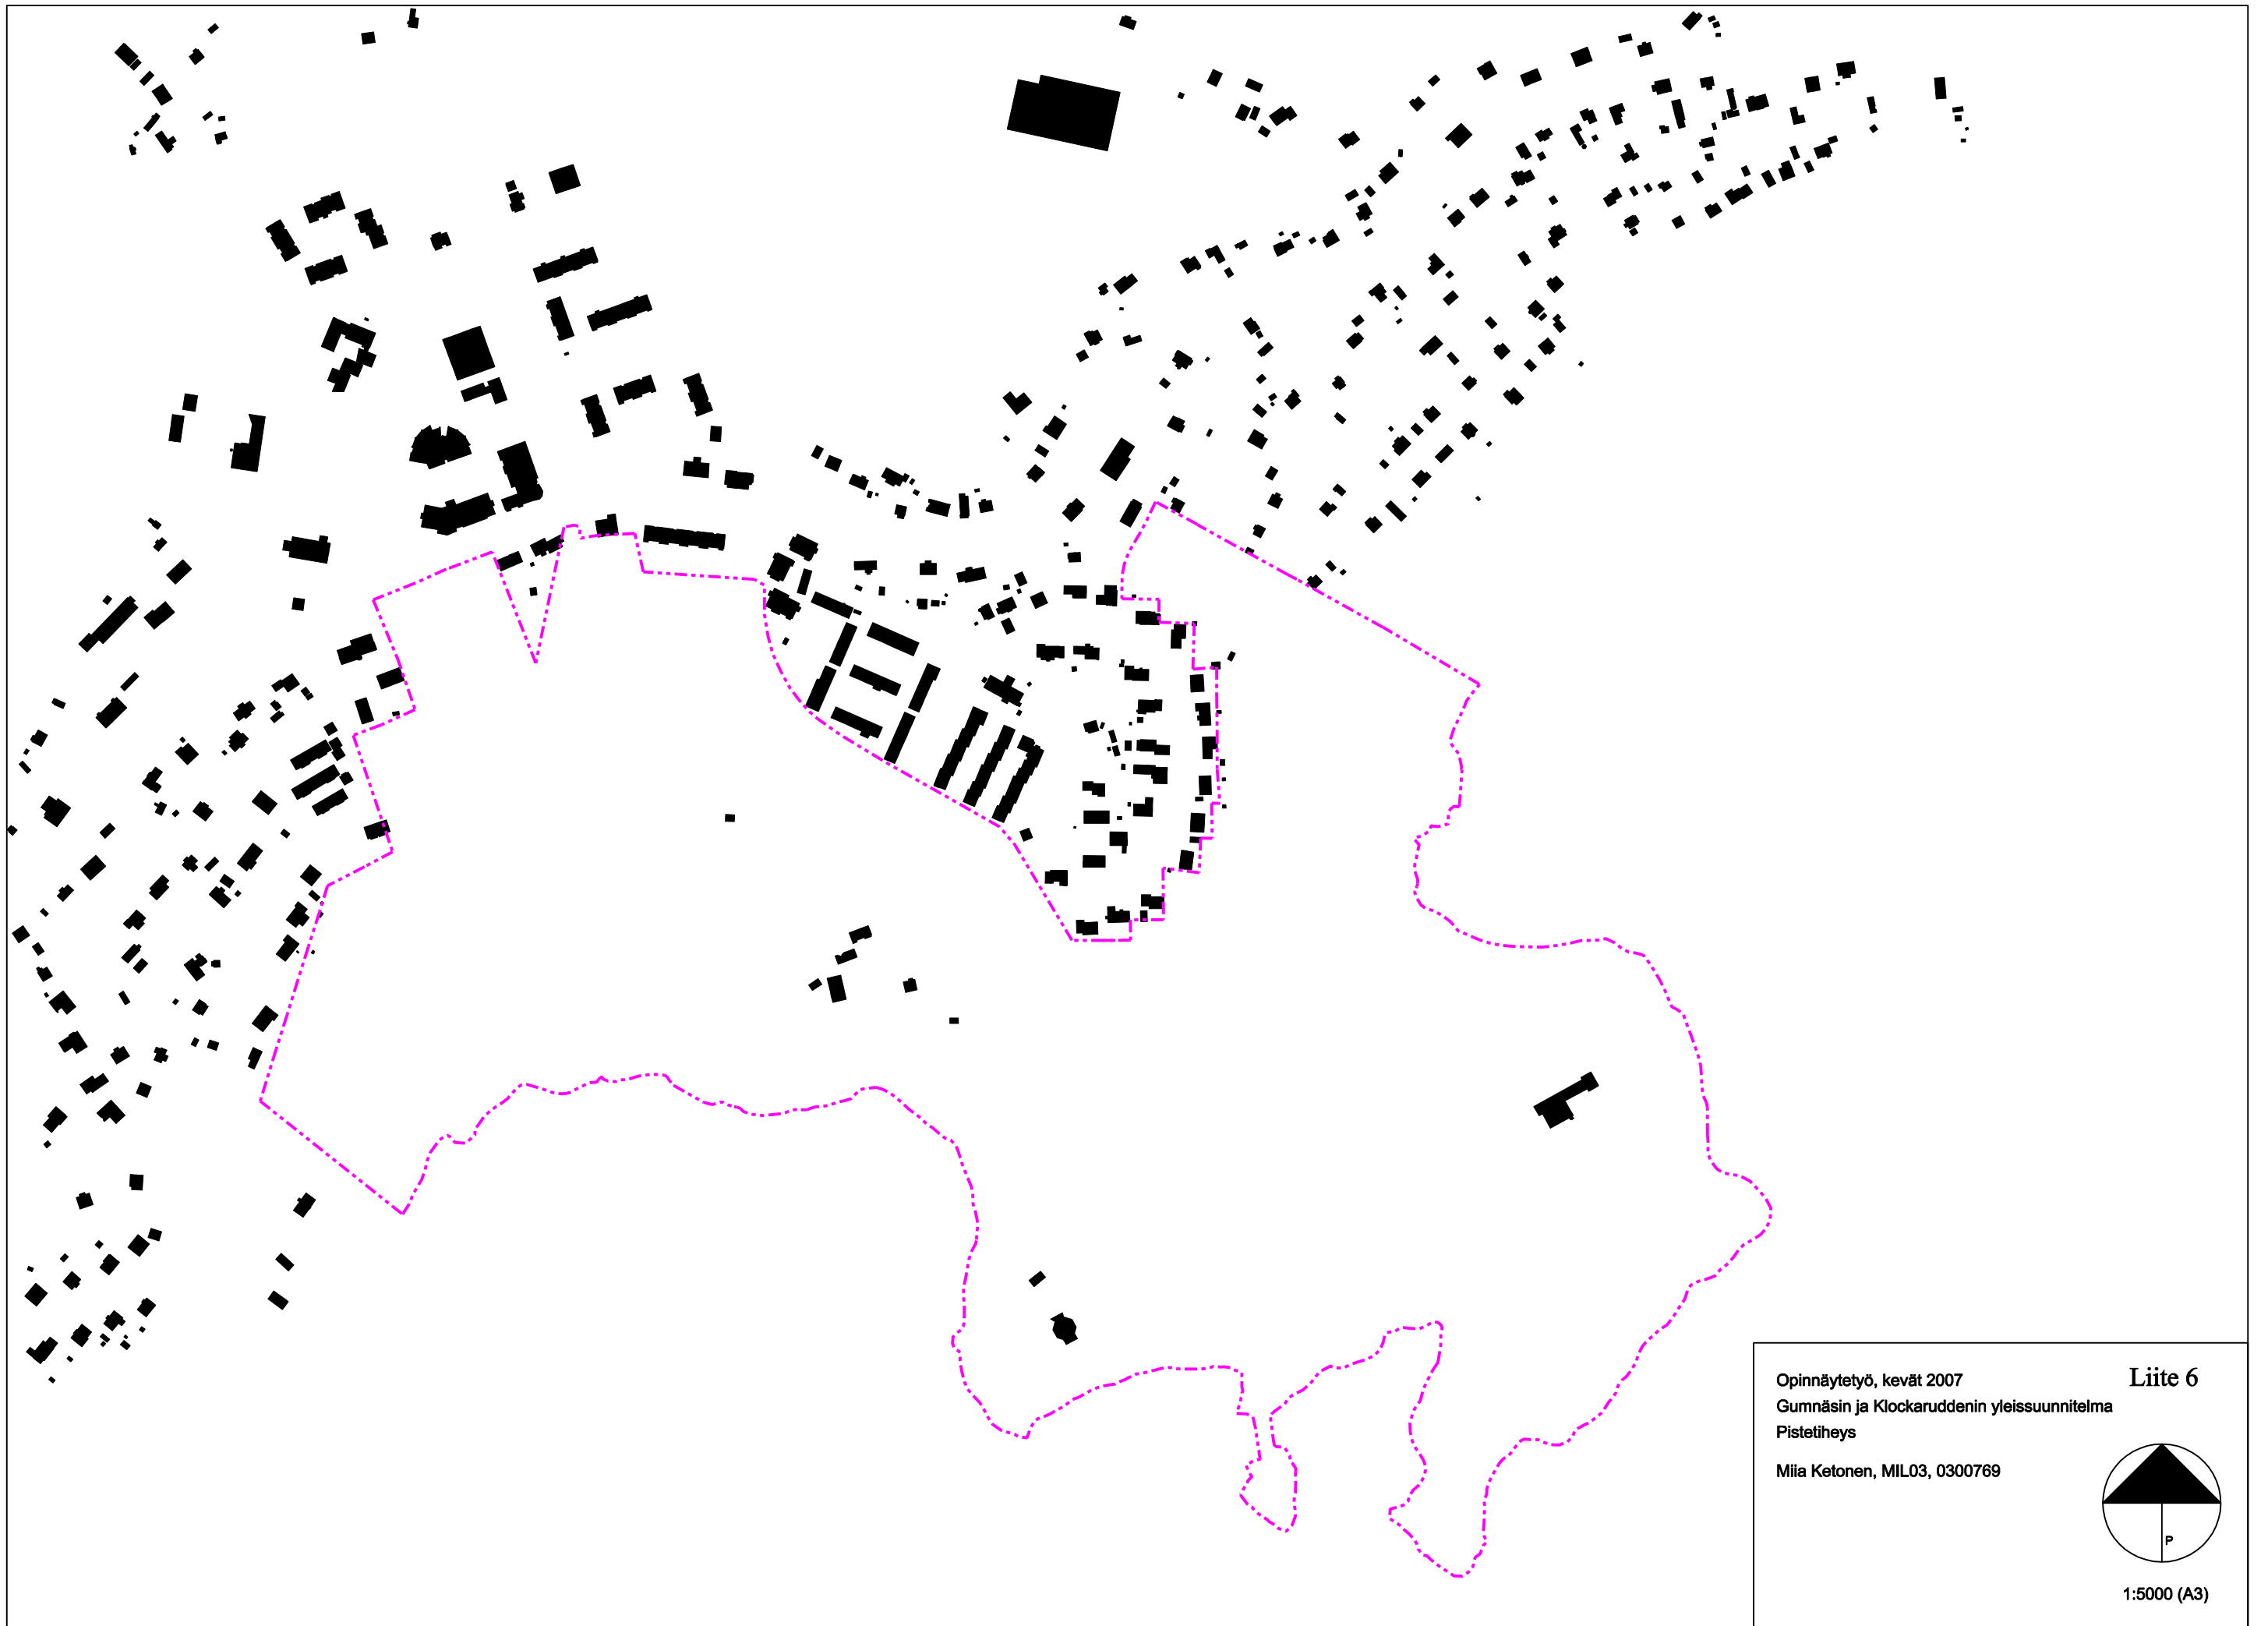 Liite 6
Opinnäytetyö, kevät 2007
Gumnäsin ja Klockaruddenin yleissuunnitelma
Pistetiheys
Miia Ketonen, MIL03, 0300769
P
1:5000 (A3)